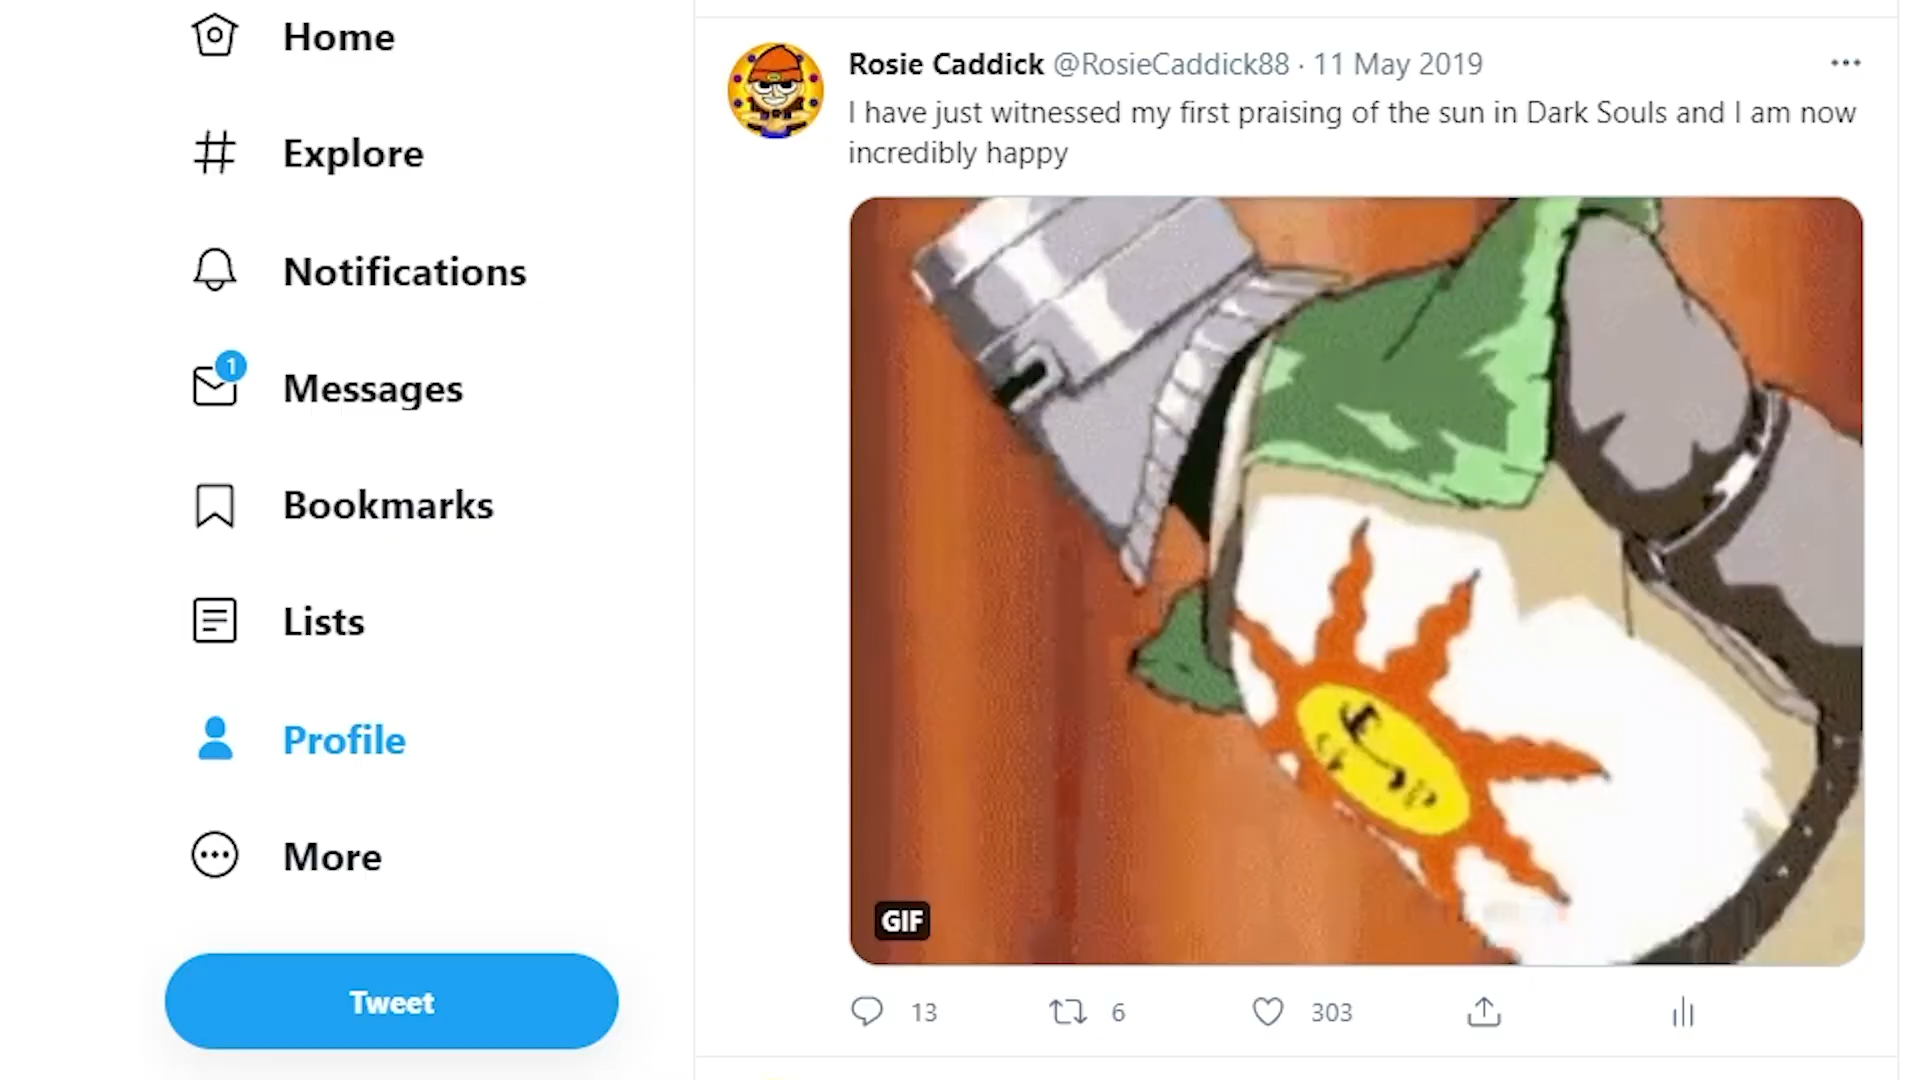 Home
Explore
Notifications
1
Messages
Bookmarks
Lists
Profile
More
Tweet
Rosie Caddick @RosieCaddick88 · 11 May 2019
I have just witnessed my first praising of the sun in Dark Souls and I am now
incredibly happy
GIF
13 6 303